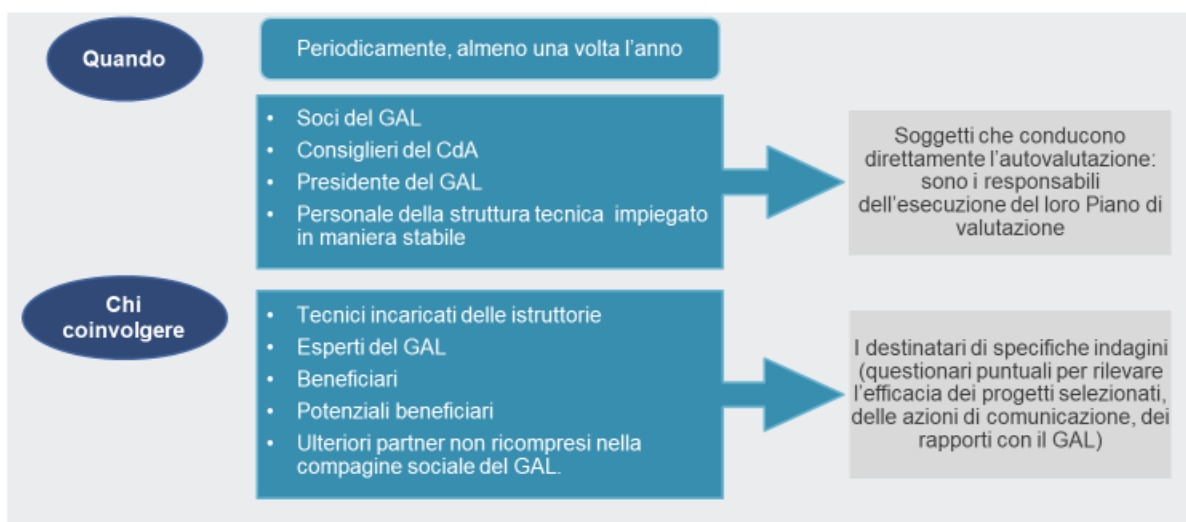 Quando
Periodicamente, almeno una volta l'anno
• Soci del GAL
• Consiglieri del CdA
• Presidente del GAL
• Personale della struttura tecnica impiegato
in maniera stabile
Soggetti che conducono
direttamente l'autovalutazione:
sono i responsabili
dell'esecuzione del loro Piano di
valutazione
Chi
coinvolgere
• Tecnici incaricati delle istruttorie
• Esperti del GAL
• Beneficiari
• Potenziali beneficiari
• Ulteriori partner non ricompresi nella
compagine sociale del GAL.
I destinatari di specifiche indagini
(questionari puntuali per rilevare
l'efficacia dei progetti selezionati,
delle azioni di comunicazione, dei
rapporti con il GAL)